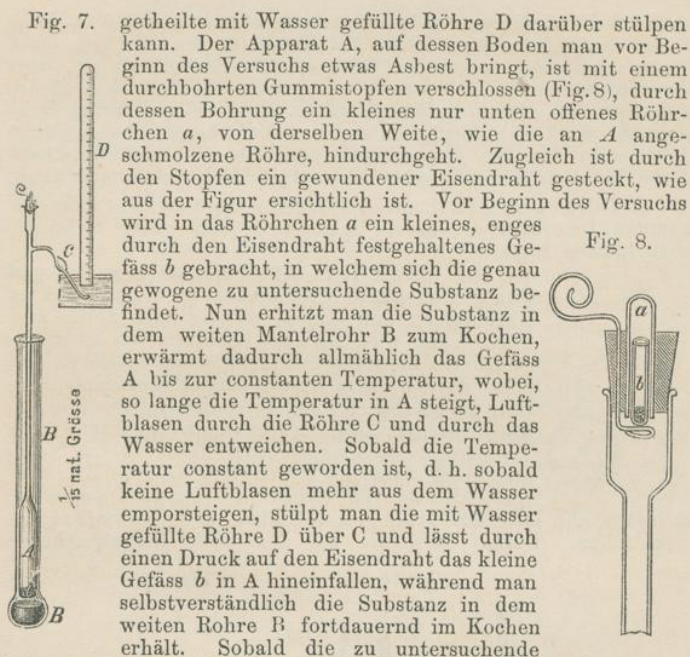 Fig. 7.
getheilte mit Wasser gefüllte Röhre D darüber stülpen
kann. Der Apparat A, auf dessen Boden man vor Be-
ginn des Versuchs etwas Asbest bringt, ist mit einem
durchbohrten Gummistopfen verschlossen (Fig. 8), durch
dessen Bohrung ein kleines nur unten offenes Röhr-
chen a, von derselben Weite, wie die an A ange-
schmolzene Röhre, hindurchgeht. Zugleich ist durch
den Stopfen ein gewundener Eisendraht gesteckt, wie
aus der Figur ersichtlich ist. Vor Beginn des Versuchs
wird in das Röhrchen a ein kleines, enges
durch den Eisendraht festgehaltenes Ge-
fäss b gebracht, in welchem sich die genau
gewogene zu untersuchende Substanz be-
findet. Nun erhitzt man die Substanz in
dem weiten Mantelrohr B zum Kochen,
erwärmt dadurch allmählich das Gefäss
A bis zur constanten Temperatur, wobei,
so lange die Temperatur in A steigt, Luft-
blasen durch die Röhre C und durch das
Wasser entweichen. Sobald die Tempe-
ratur constant geworden ist, d. h. sobald
keine Luftblasen mehr aus dem Wasser
emporsteigen, stülpt man die mit Wasser
gefüllte Röhre D über C und lässt durch
einen Druck auf den Eisendraht das kleine
Gefäss b in A hineinfallen, während man
selbstverständlich die Substanz in dem
weiten Rohre B fortdauernd im Kochen
erhält. Sobald die zu untersuchende
D
C
B
1/15 nat. Grösse
A
B
Fig. 8.
a
b